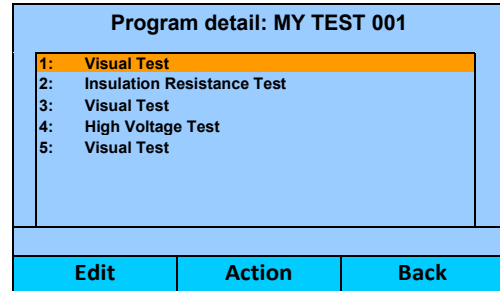 Program detail: MY TEST 001
1: Visual Test
2: Insulation Resistance Test
3: Visual Test
4: High Voltage Test
5: Visual Test
Edit Action Back